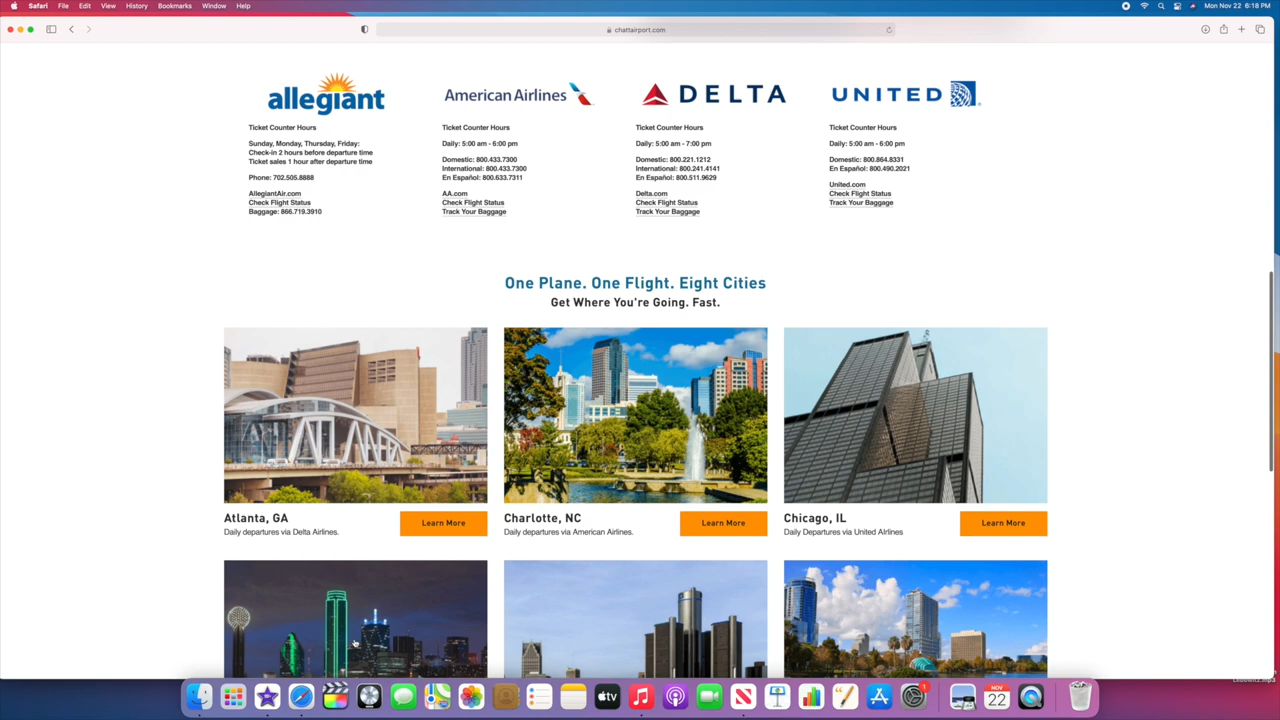 Safari File Edit View History Bookmarks Window Help
Mon Nov 22 6:18 PM
chattairport.com
allegiant
Ticket Counter Hours
Sunday, Monday, Thursday, Friday:
Check-in 2 hours before departure time
Ticket sales 1 hour after departure time
Phone: 702.505.8888
AllegiantAir.com
Check Flight Status
Baggage: 866.719.3910
American Airlines
Ticket Counter Hours
Daily: 5:00 am - 6:00 pm
Domestic: 800.433.7300
International: 800.433.7300
En Español: 800.633.7311
AA.com
Check Flight Status
Track Your Baggage
DELTA
Ticket Counter Hours
Daily: 5:00 am - 7:00 pm
Domestic: 800.221.1212
International: 800.241.4141
En Español: 800.511.9629
Delta.com
Check Flight Status
Track Your Baggage
UNITED
Ticket Counter Hours
Daily: 5:00 am - 6:00 pm
Domestic: 800.864.8331
En Español: 800.490.2021
United.com
Check Flight Status
Track Your Baggage
One Plane. One Flight. Eight Cities
Get Where You're Going. Fast.
Atlanta, GA
Daily departures via Delta Airlines.
Learn More
Charlotte, NC
Daily departures via American Airlines.
Learn More
Chicago, IL
Daily Departures via United AIrlines
Learn More
tv
NOV
22
1